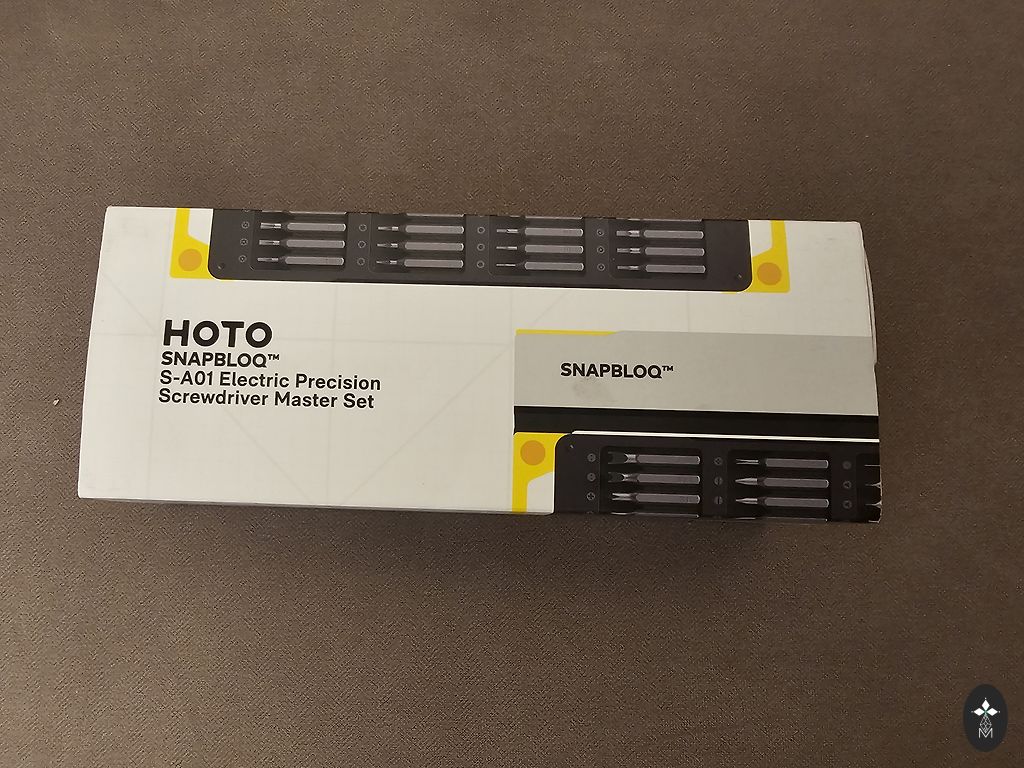 HOTO
SNAPBLOQ™
S-A01 Electric Precision
Screwdriver Master Set
SNAPBLOQ™
M